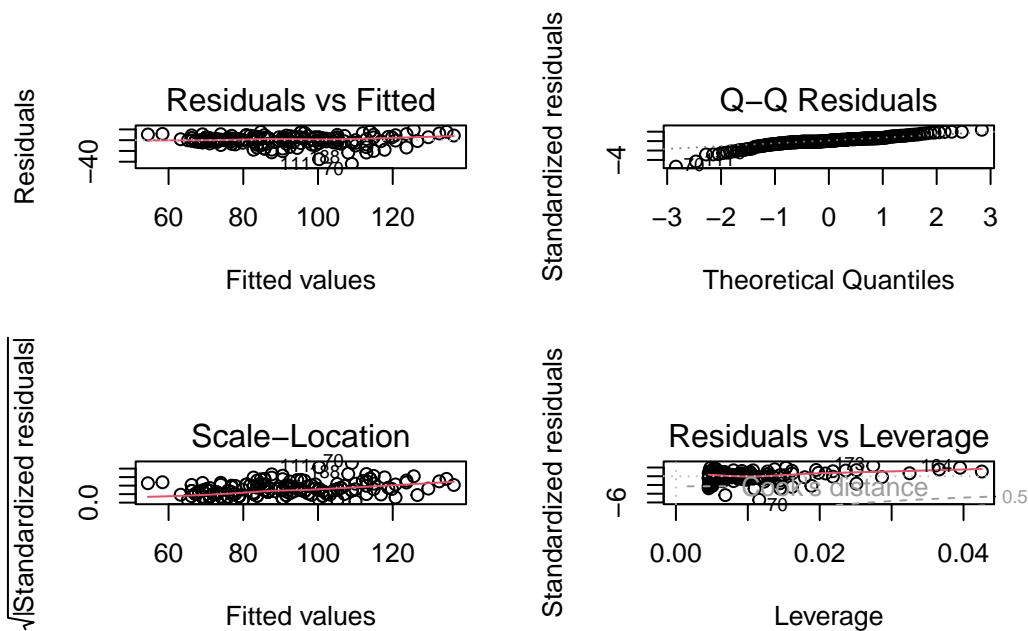 Residuals vs Fitted
Residuals
−40
111
88
70
60 80 100 120
Fitted values
Q−Q Residuals
Standardized residuals
−4
70
−3 −2 −1 0 1 2 3
Theoretical Quantiles
Scale−Location
√|Standardized residuals|
0.0
111
70
88
60 80 100 120
Fitted values
Residuals vs Leverage
Standardized residuals
−6
173
164
Cook's distance
70
0.5
0.00 0.02 0.04
Leverage